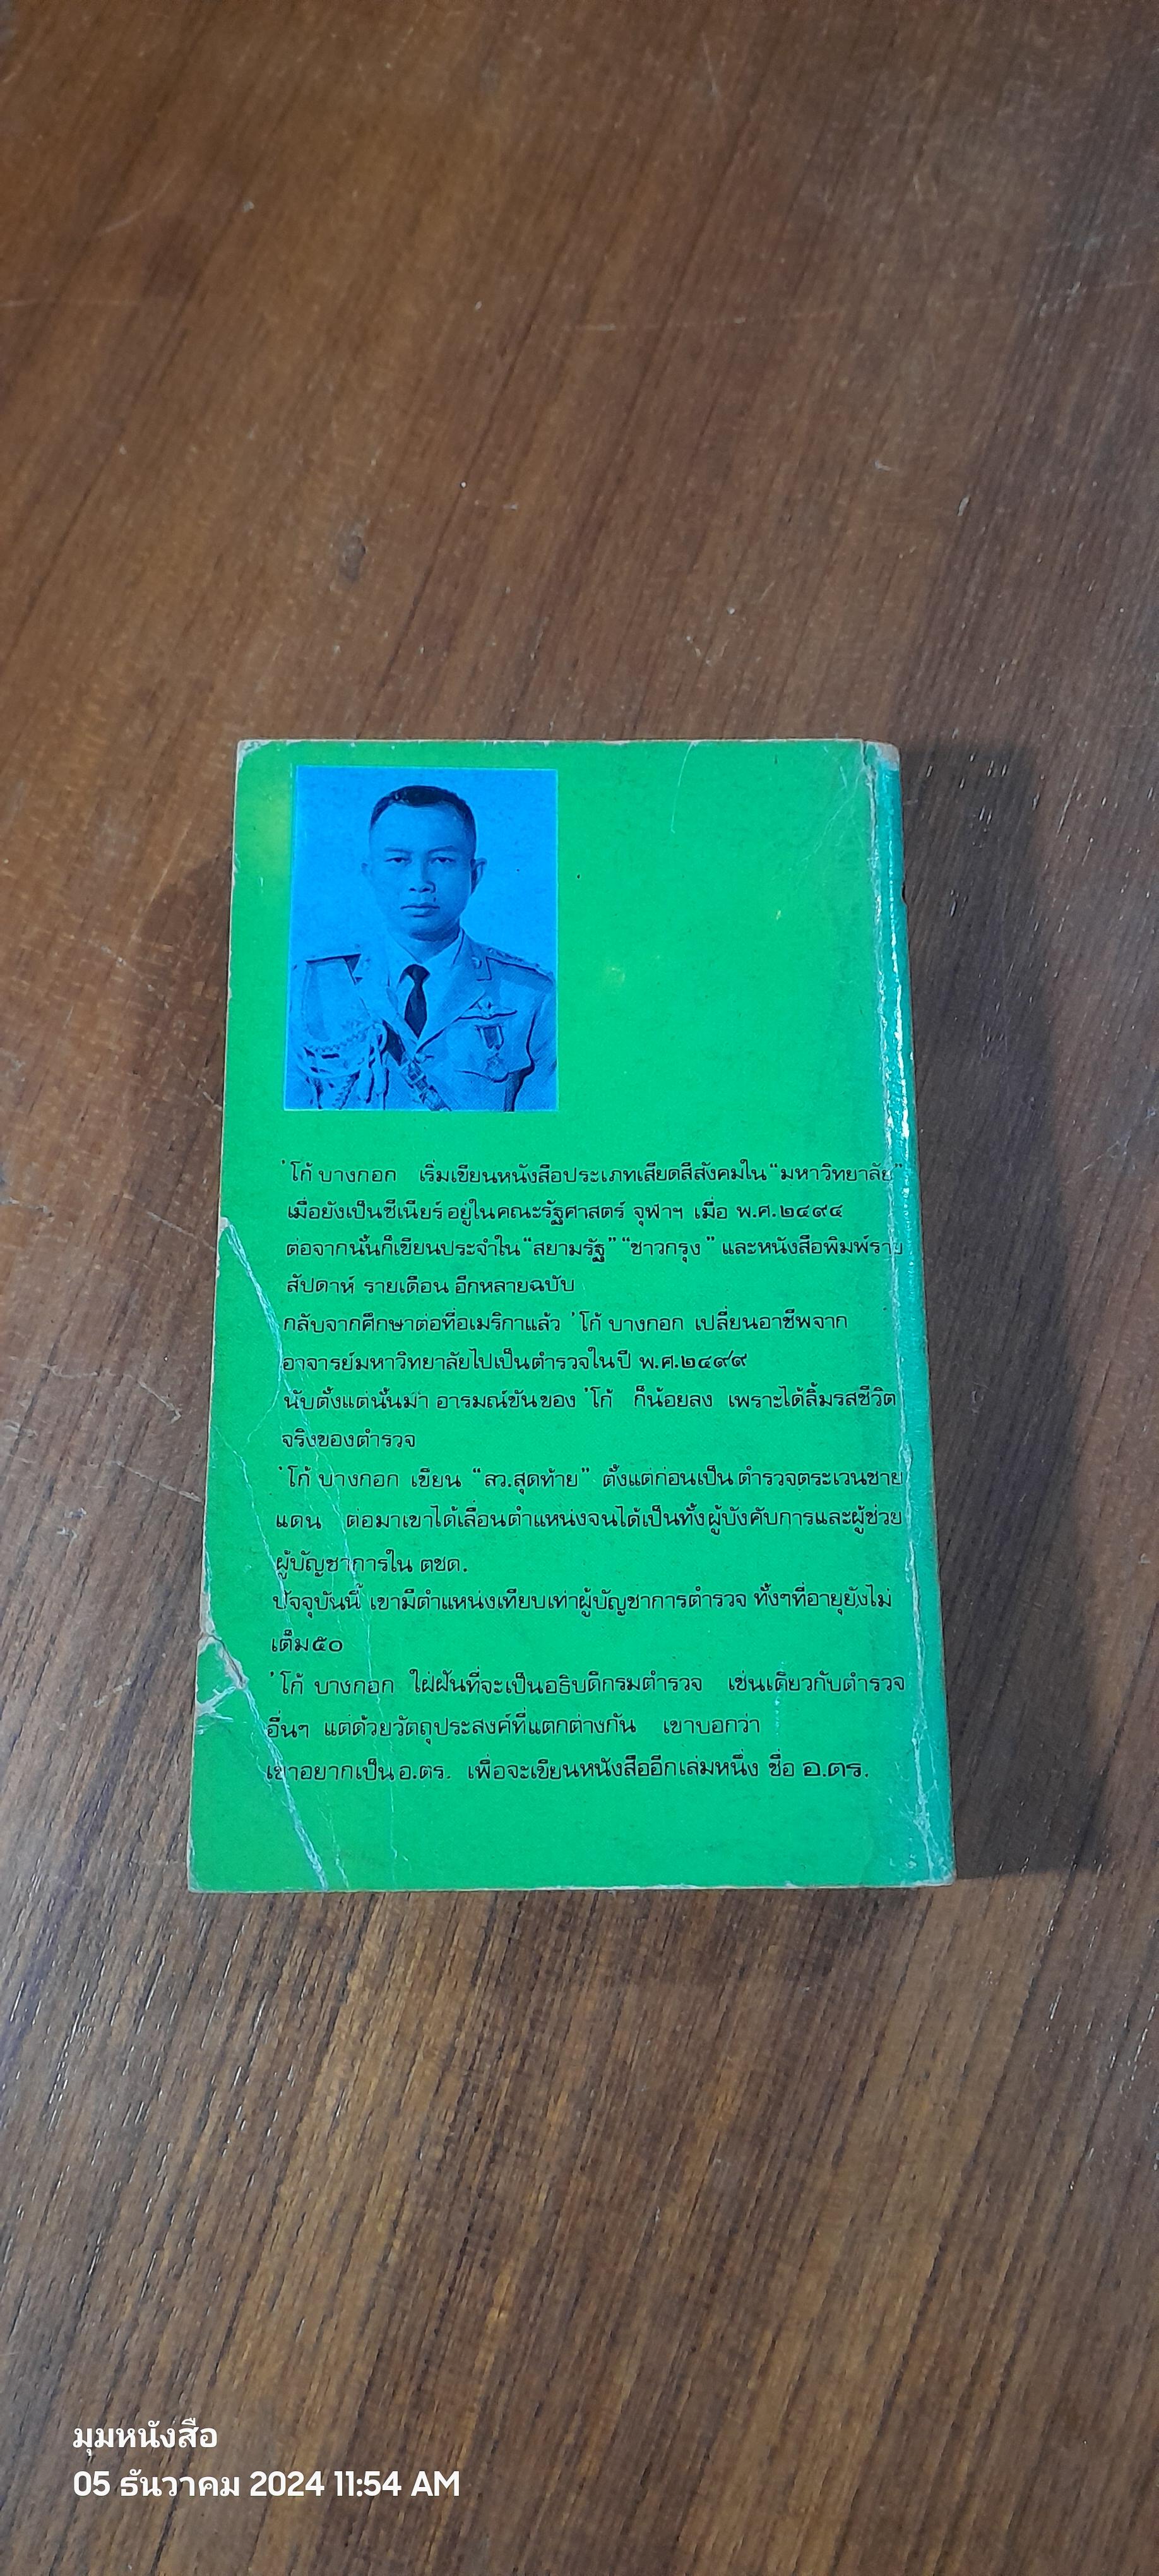 'โก้ บางกอก เริ่มเขียนหนังสือประเภทเสียดสีสังคมใน “มหาวิทยาลัย”
เมื่อยังเป็นซีเนียร์ อยู่ในคณะรัฐศาสตร์ จุฬาฯ เมื่อ พ.ศ.๒๔๙๔
ต่อจากนั้นก็เขียนประจำใน “สยามรัฐ” “ชาวกรุง” และหนังสือพิมพ์ราย
สัปดาห์ รายเดือน อีกหลายฉบับ
กลับจากศึกษาต่อที่อเมริกาแล้ว 'โก้ บางกอก เปลี่ยนอาชีพจาก
อาจารย์มหาวิทยาลัยไปเป็นตำรวจในปี พ.ศ.๒๔๙๙
นับตั้งแต่นั้นมา อารมณ์ขันของ 'โก้ ก็น้อยลง เพราะได้ลิ้มรสชีวิต
จริงของตำรวจ
'โก้ บางกอก เขียน “สว.สุดท้าย” ตั้งแต่ก่อนเป็นตำรวจตระเวนชาย
แดน ต่อมาเขาได้เลื่อนตำแหน่งจนได้เป็นทั้งผู้บังคับการและผู้ช่วย
ผู้บัญชาการใน ตชด.
ปัจจุบันนี้ เขามีตำแหน่งเทียบเท่าผู้บัญชาการตำรวจ ทั้งๆที่อายุยังไม่
เต็ม๕๐
'โก้ บางกอก ใฝ่ฝันที่จะเป็นอธิบดีกรมตำรวจ เช่นเดียวกับตำรวจ
อื่นๆ แต่ด้วยวัตถุประสงค์ที่แตกต่างกัน เขาบอกว่า
เขาอยากเป็น อ.ตร. เพื่อจะเขียนหนังสืออีกเล่มหนึ่ง ชื่อ อ.ตร.
มุมหนังสือ
05 ธันวาคม 2024 11:54 AM